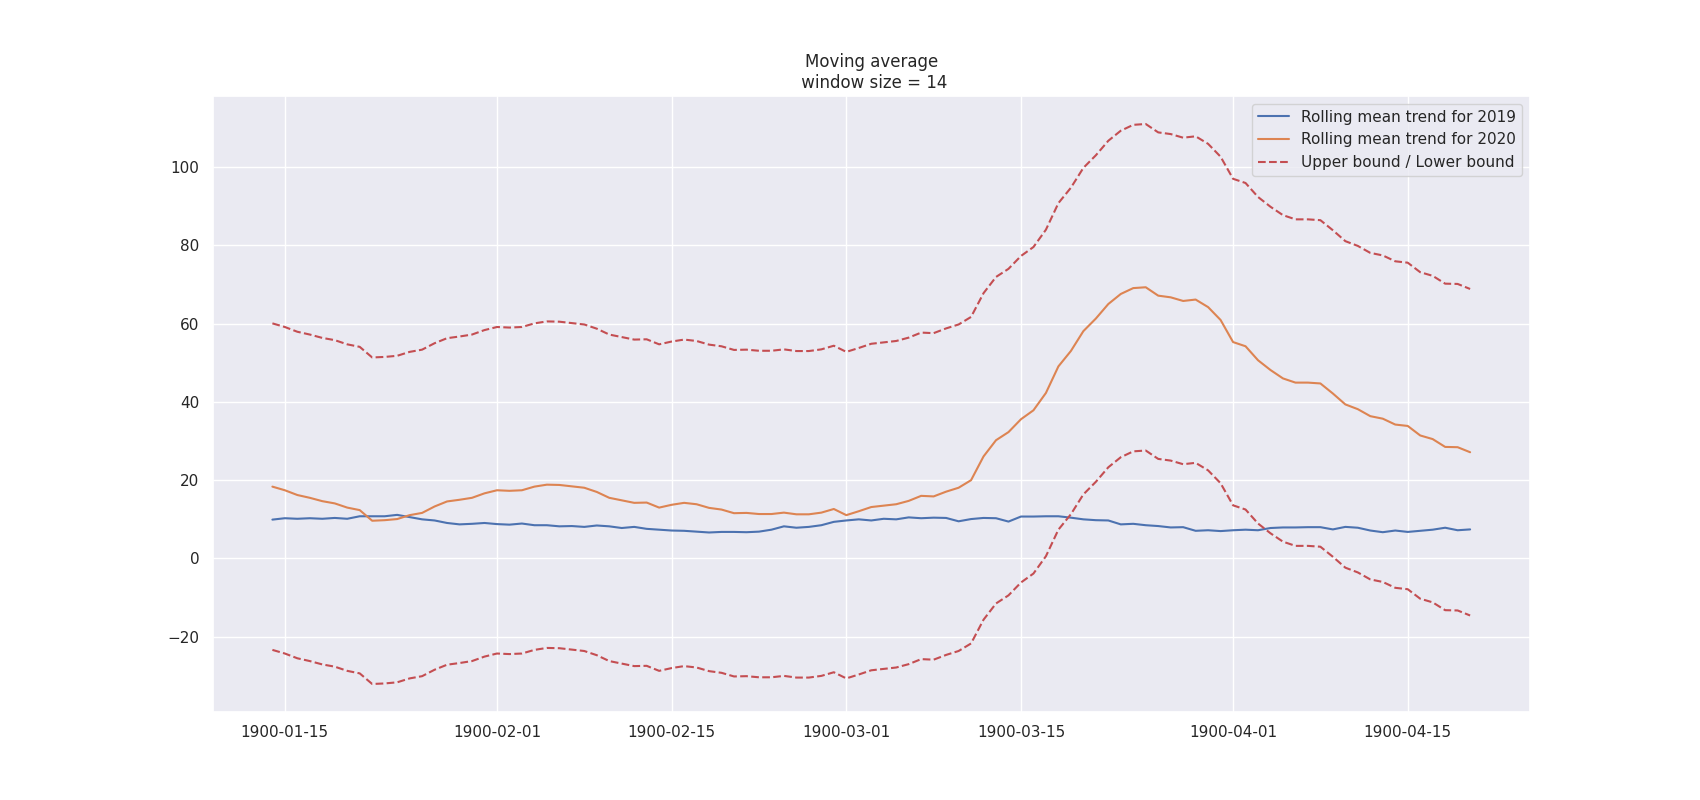 Moving average
window size = 14
Rolling mean trend for 2019
Rolling mean trend for 2020
Upper bound / Lower bound
100
80
60
40
20
0
−20
1900-01-15 1900-02-01 1900-02-15 1900-03-01 1900-03-15 1900-04-01 1900-04-15